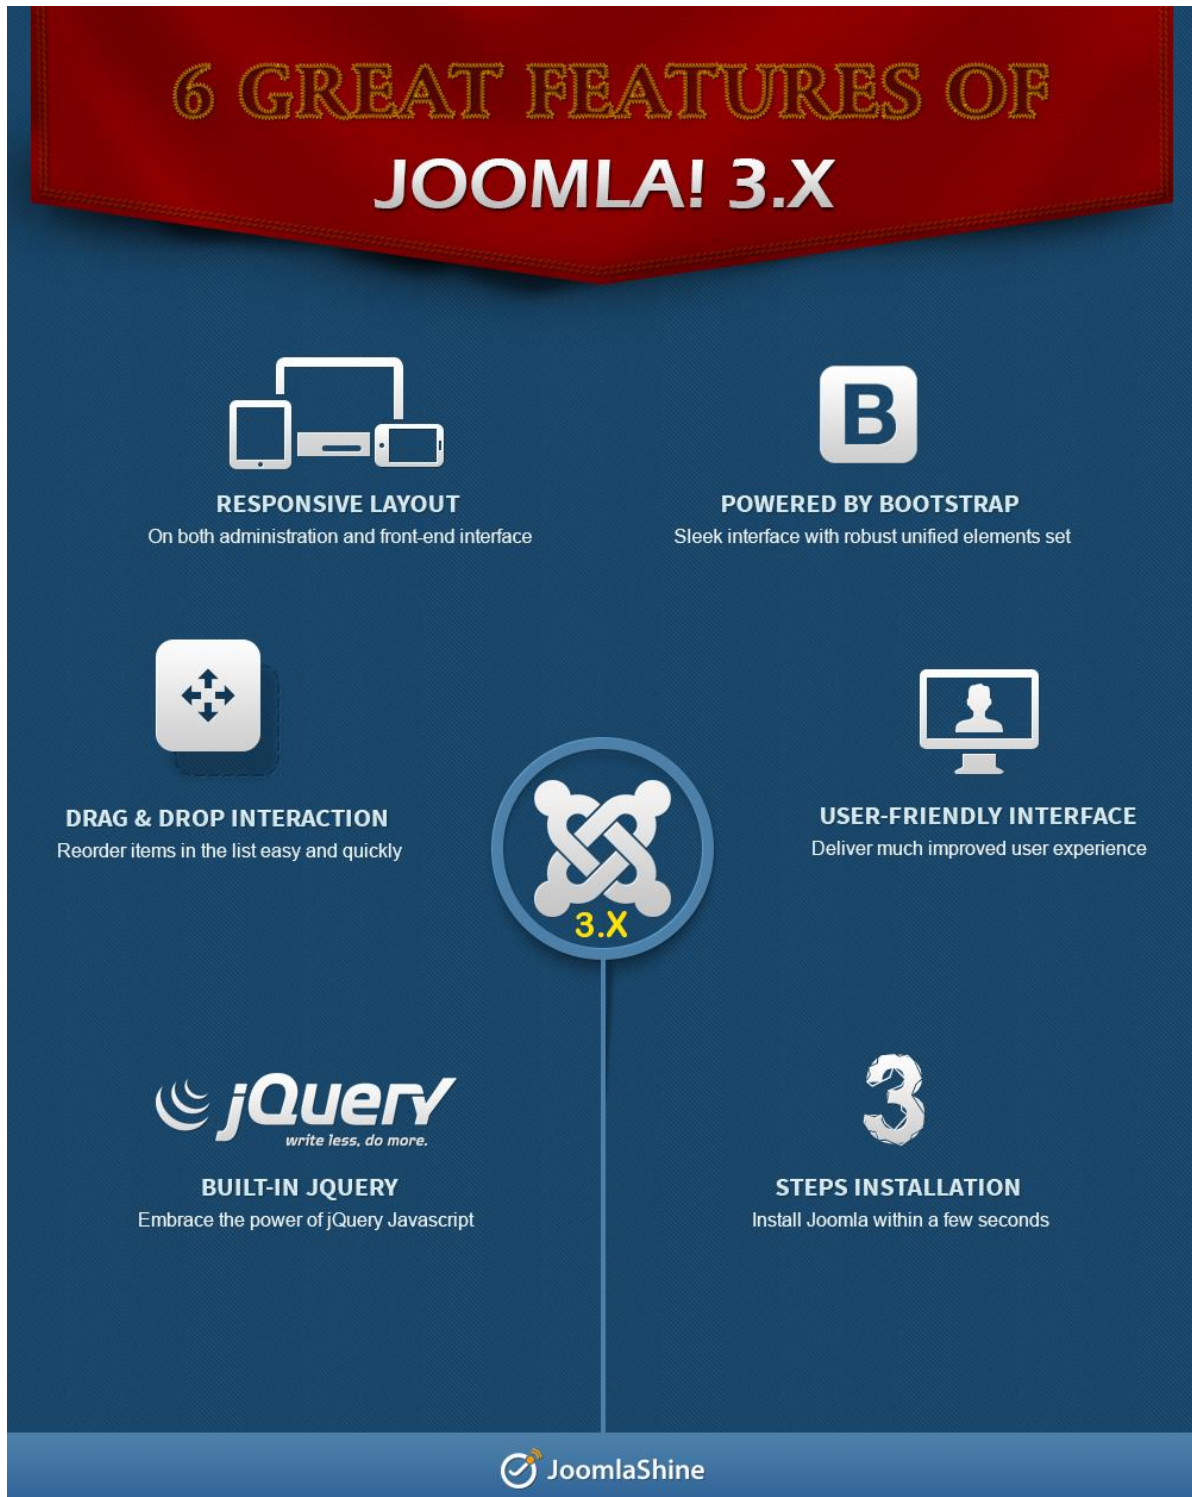 6 GREAT FEATURES OF
JOOMLA! 3.X
B
RESPONSIVE LAYOUT
On both administration and front-end interface
POWERED BY BOOTSTRAP
Sleek interface with robust unified elements set
DRAG & DROP INTERACTION
Reorder items in the list easy and quickly
USER-FRIENDLY INTERFACE
Deliver much improved user experience
3.X
jQuery
write less, do more.
BUILT-IN JQUERY
Embrace the power of jQuery Javascript
3
STEPS INSTALLATION
Install Joomla within a few seconds
JoomlaShine